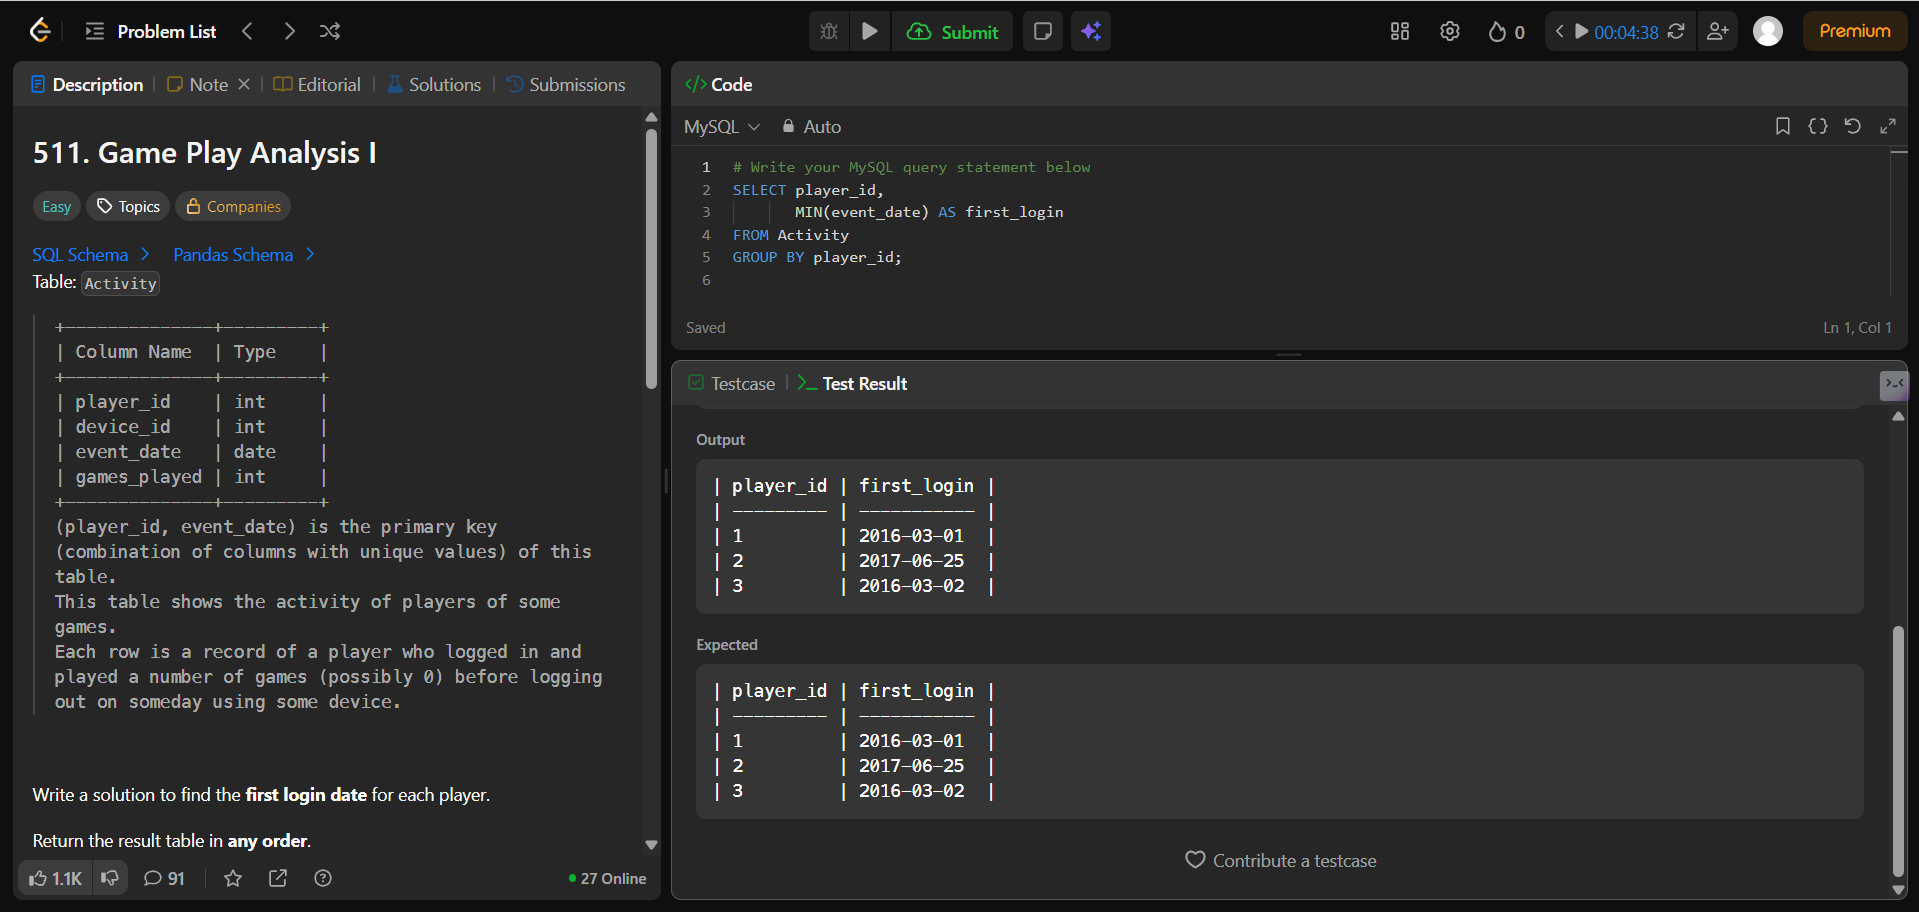 Problem List
Submit
0
00:04:38
Premium
Description
Note
Editorial
Solutions
Submissions
511. Game Play Analysis I
Easy
Topics
Companies
SQL Schema
Pandas Schema
Table: Activity
+--------------+---------+
| Column Name  | Type    |
+--------------+---------+
| player_id    | int     |
| device_id    | int     |
| event_date   | date    |
| games_played | int     |
+--------------+---------+
(player_id, event_date) is the primary key
(combination of columns with unique values) of this
table.
This table shows the activity of players of some
games.
Each row is a record of a player who logged in and
played a number of games (possibly 0) before logging
out on someday using some device.
Write a solution to find the first login date for each player.
Return the result table in any order.
1.1K
91
27 Online
</> Code
MySQL
Auto
1 # Write your MySQL query statement below
2 SELECT player_id,
3        MIN(event_date) AS first_login
4 FROM Activity
5 GROUP BY player_id;
6
Saved
Ln 1, Col 1
Testcase
Test Result
Output
| player_id | first_login |
| --------- | ----------- |
| 1         | 2016-03-01  |
| 2         | 2017-06-25  |
| 3         | 2016-03-02  |
Expected
| player_id | first_login |
| --------- | ----------- |
| 1         | 2016-03-01  |
| 2         | 2017-06-25  |
| 3         | 2016-03-02  |
Contribute a testcase